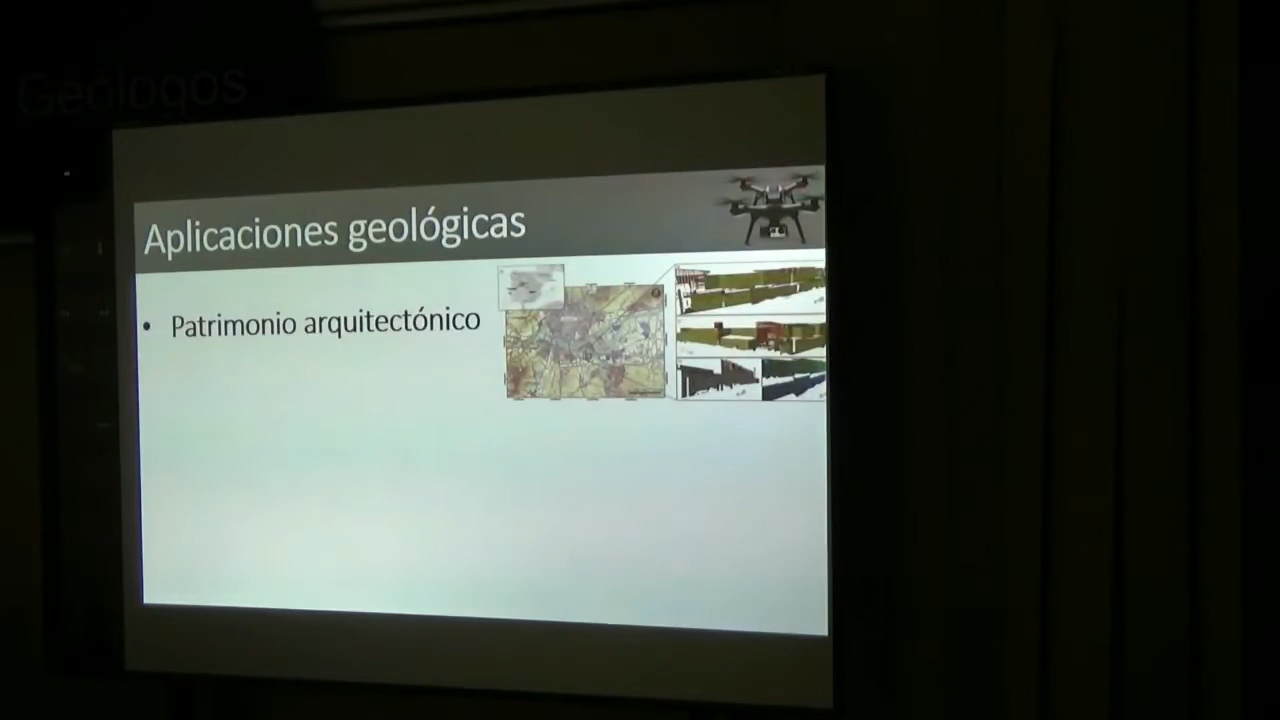 Geólogos
Aplicaciones geológicas
• Patrimonio arquitectónico